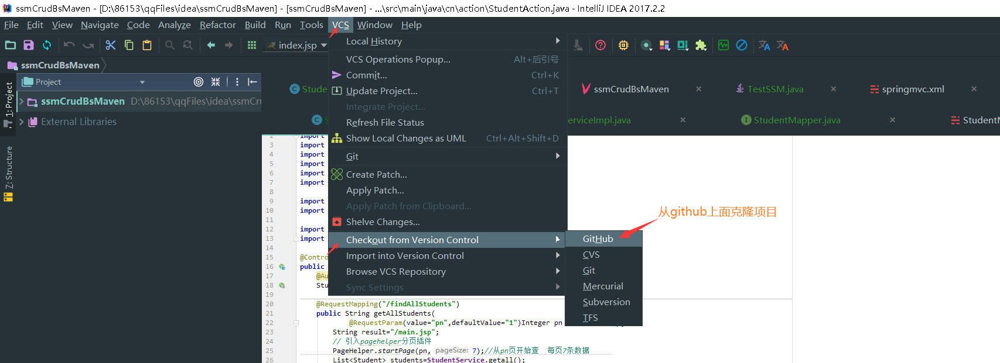 ssmCrudBsMaven - [D:\86153\qqFiles\idea\ssmCrudBsMaven] - [ssmCrudBsMaven] - ...\src\main\java\cn\action\StudentAction.java - IntelliJ IDEA 2017.2.2
File Edit View Navigate Code Analyze Refactor Build Run Tools VCS Window Help
index.jsp
ssmCrudBsMaven
Project
ssmCrudBsMaven D:\86153\qqFiles\idea\ssmCr
External Libraries
1: Project
7: Structure
Local History
VCS Operations Popup... Alt+后引号
Commit... Ctrl+K
Update Project... Ctrl+T
Integrate Project...
Refresh File Status
Show Local Changes as UML Ctrl+Alt+Shift+D
Git
Create Patch...
Apply Patch...
Apply Patch from Clipboard...
Shelve Changes...
Checkout from Version Control
Import into Version Control
Browse VCS Repository
Sync Settings
GitHub
CVS
Git
Mercurial
Subversion
TFS
从github上面克隆项目
Stude ssmCrudBsMaven TestSSM.java springmvc.xml
S erviceImpl.java StudentMapper.java Student
2 import
3 import
4 import
5 import
6 import
7 import
8
9 import
10 import
11
12 import
13 import
14
15 @Contro
16 public
17 @Au
18 Stu
19
20 @RequestMapping("/findAllStudents")
21 public String getAllStudents(
22 @RequestParam(value="pn",defaultValue="1")Integer pn
23 String result="/main.jsp";
24 // 引入pagehelper分页插件
25 PageHelper.startPage(pn, pageSize: 7);//从pn页开始查 每页7条数据
26 List<Student> students=StudentService.getall();